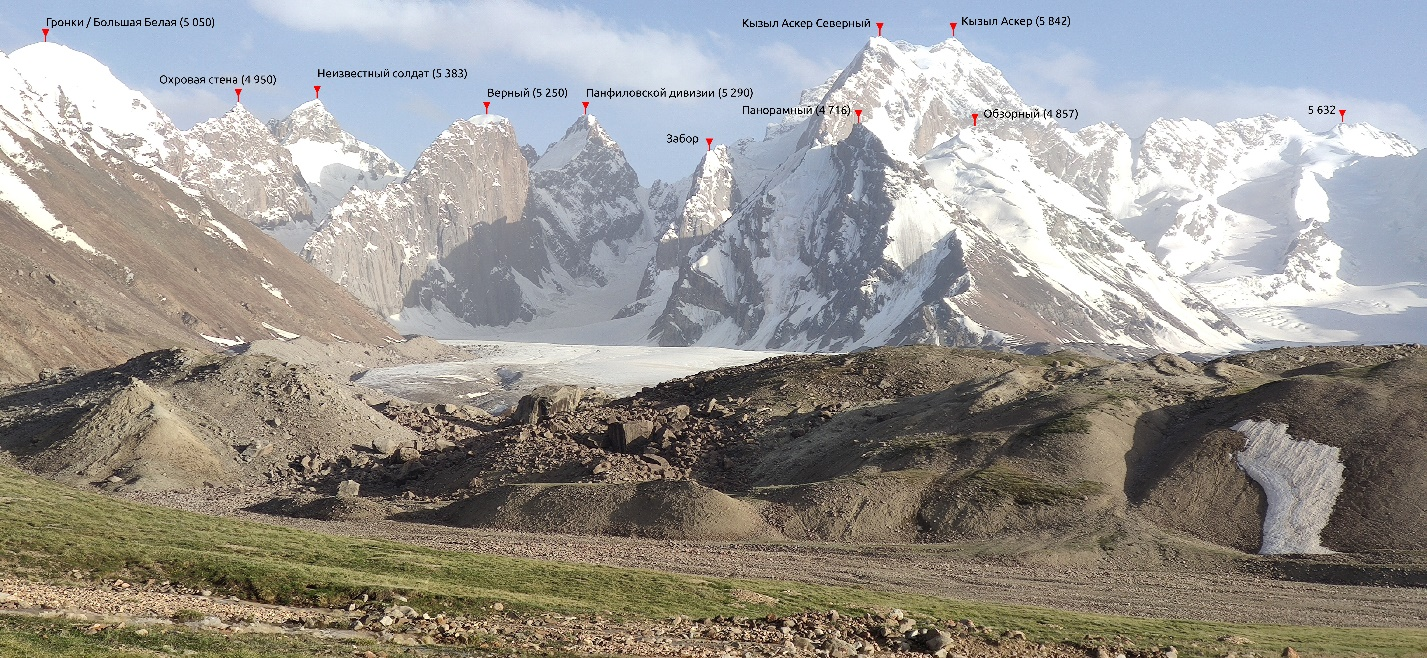 Гронки / Большая Белая (5 050)
Охровая стена (4 950)
Неизвестный солдат (5 383)
Верный (5 250)
Панфиловской дивизии (5 290)
Забор
Кызыл Аскер Северный
Кызыл Аскер (5 842)
Панорамный (4 716)
Обзорный (4 857)
5 632